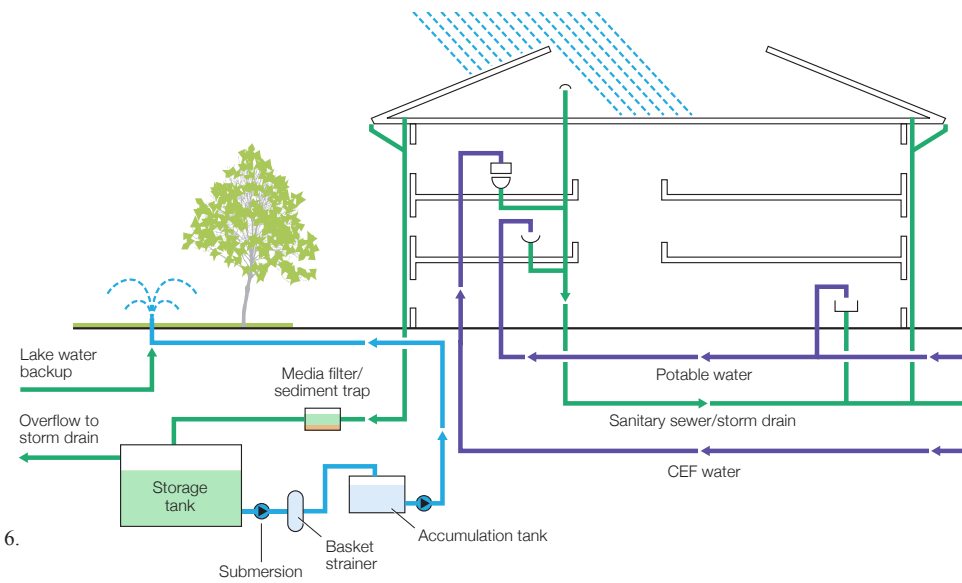 Lake water
backup
Media filter/
sediment trap
Potable water
Overflow to
storm drain
Sanitary sewer/storm drain
CEF water
Storage
tank
Accumulation tank
Basket
strainer
Submersion
6.